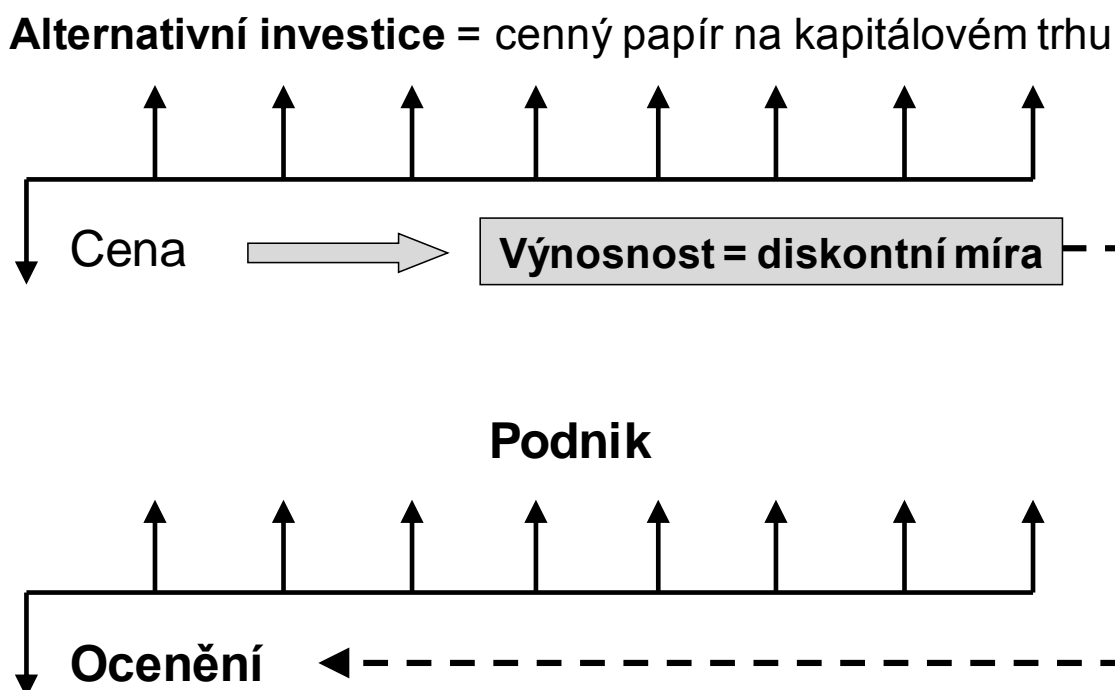 Alternativní investice = cenný papír na kapitálovém trhu
Cena
Výnosnost = diskontní míra
Podnik
Ocenění